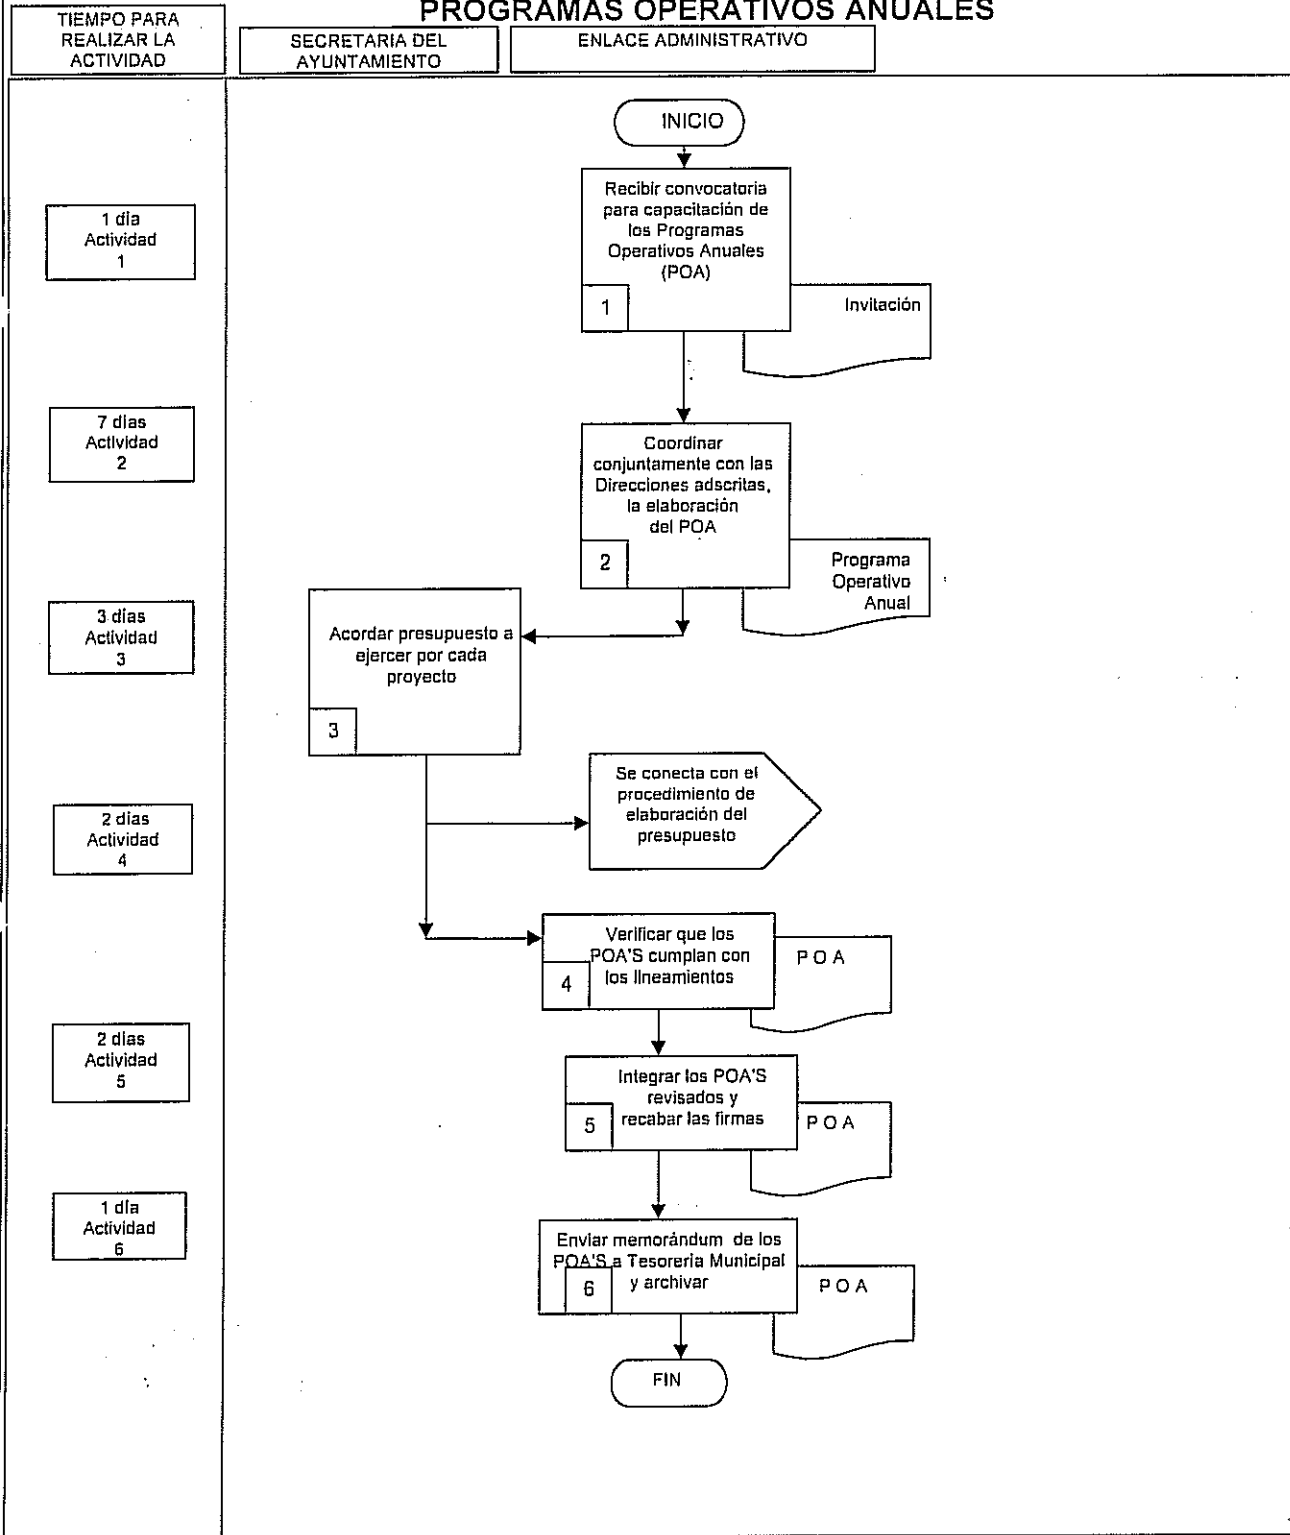 PROGRAMAS OPERATIVOS ANUALES
TIEMPO PARA
REALIZAR LA
ACTIVIDAD
SECRETARIA DEL
AYUNTAMIENTO
ENLACE ADMINISTRATIVO
INICIO
1 día
Actividad
1
Recibir convocatoria
para capacitación de
los Programas
Operativos Anuales
(POA)
1
Invitación
7 días
Actividad
2
Coordinar
conjuntamente con las
Direcciones adscritas,
la elaboración
del POA
2
Programa
Operativo
Anual
3 días
Actividad
3
Acordar presupuesto a
ejercer por cada
proyecto
3
Se conecta con el
procedimiento de
elaboración del
presupuesto
2 días
Actividad
4
Verificar que los
POA'S cumplan con
los lineamientos
4
P O A
2 días
Actividad
5
Integrar los POA'S
revisados y
recabar las firmas
5
P O A
1 día
Actividad
6
Enviar memorándum de los
POA'S a Tesorería Municipal
y archivar
6
P O A
FIN